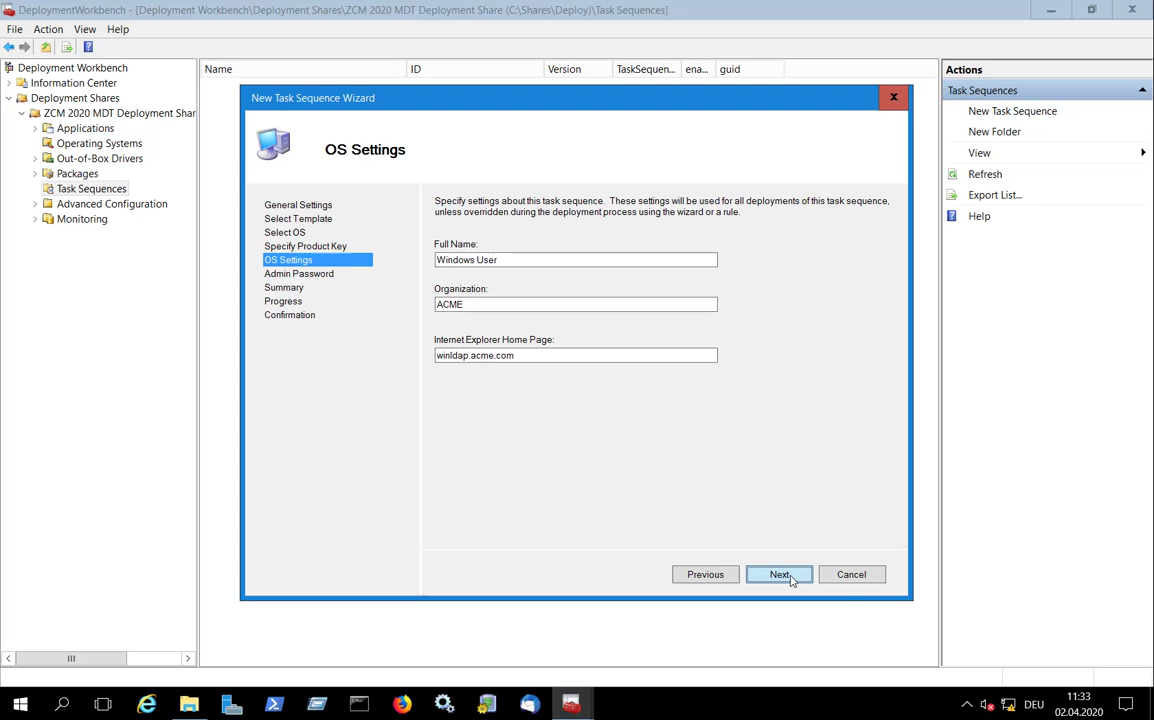 DeploymentWorkbench - [Deployment Workbench\Deployment Shares\ZCM 2020 MDT Deployment Share (C:\Shares\Deploy)\Task Sequences]
File Action View Help
Deployment Workbench
Information Center
Deployment Shares
ZCM 2020 MDT Deployment Shar
Applications
Operating Systems
Out-of-Box Drivers
Packages
Task Sequences
Advanced Configuration
Monitoring
Name ID Version TaskSequen... ena... guid
New Task Sequence Wizard
OS Settings
General Settings
Select Template
Select OS
Specify Product Key
OS Settings
Admin Password
Summary
Progress
Confirmation
Specify settings about this task sequence. These settings will be used for all deployments of this task sequence,
unless overridden during the deployment process using the wizard or a rule.
Full Name:
Windows User
Organization:
ACME
Internet Explorer Home Page:
winldap.acme.com
Previous Next Cancel
Actions
Task Sequences
New Task Sequence
New Folder
View
Refresh
Export List...
Help
DEU
11:33
02.04.2020